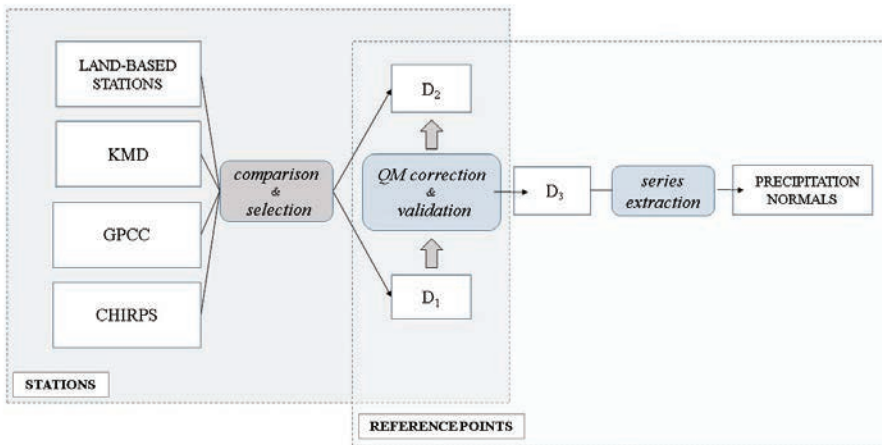 LAND-BASED
STATIONS
KMD
GPCC
CHIRPS
comparison
&
selection
D₂
QM correction
&
validation
D₁
D₃
series
extraction
PRECIPITATION
NORMALS
STATIONS
REFERENCE POINTS